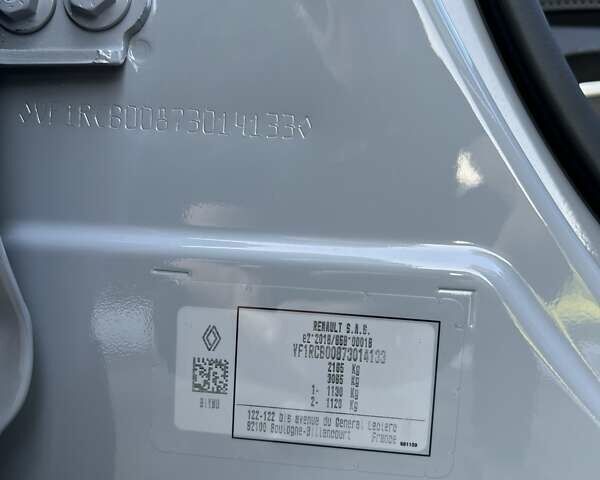 VF1RCB00873014133
RENAULT S.A.S.
e2*2018/858*00018
VF1RCB00873014133
2185 Kg
3085 Kg
1- 1130 Kg
2- 1120 Kg
122-122 bis avenue du General Leclerc
92100 Boulogne-Billancourt France